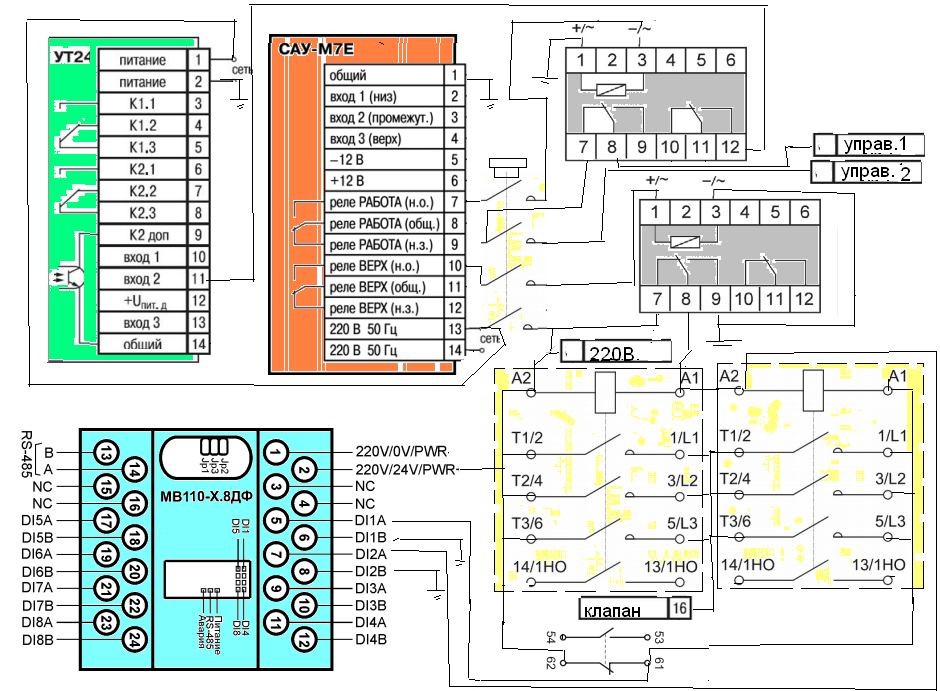 УТ24
питание 1
питание 2
К1.1 3
К1.2 4
К1.3 5
К2.1 6
К2.2 7
К2.3 8
К2 доп 9
вход 1 10
вход 2 11
+Uпит. д 12
вход 3 13
общий 14
сеть
САУ-М7Е
общий 1
вход 1 (низ) 2
вход 2 (промежут.) 3
вход 3 (верх) 4
–12 В 5
+12 В 6
реле РАБОТА (н.о.) 7
реле РАБОТА (общ.) 8
реле РАБОТА (н.з.) 9
реле ВЕРХ (н.о.) 10
реле ВЕРХ (общ.) 11
реле ВЕРХ (н.з.) 12
220 В 50 Гц 13
220 В 50 Гц 14
сеть
+/~ –/~
1 2 3 4 5 6
7 8 9 10 11 12
управ.1
управ. 2
+/~ –/~
1 2 3 4 5 6
7 8 9 10 11 12
220В.
A2 A1
T1/2 1/L1
T2/4 3/L2
T3/6 5/L3
14/1НО 13/1НО
A2 A1
T1/2 1/L1
T2/4 3/L2
T3/6 5/L3
14/1НО 13/1НО
клапан 16
54 53
62 61
RS-485
B 13
A 14
NC 15
NC 16
DI5A 17
DI5B 18
DI6A 19
DI6B 20
DI7A 21
DI7B 22
DI8A 23
DI8B 24
Jp1 Jp3 Jp2
МВ110-Х.8ДФ
DI5 DI1
DI8 DI4
Питание
RS-485
Авария
1 220V/0V/PWR
2 220V/24V/PWR
3 NC
4 NC
5 DI1A
6 DI1B
7 DI2A
8 DI2B
9 DI3A
10 DI3B
11 DI4A
12 DI4B